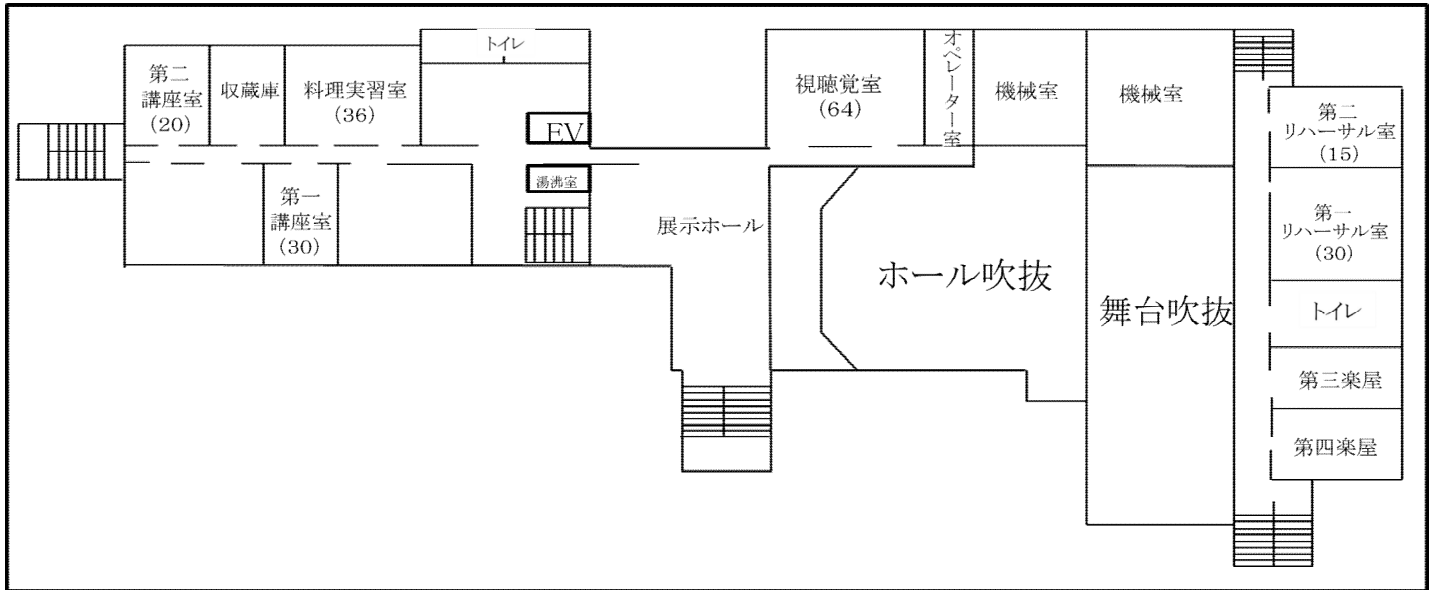 トイレ
第二
講座室
(20)
収蔵庫
料理実習室
(36)
EV
湯沸室
第一
講座室
(30)
展示ホール
視聴覚室
(64)
オペレーター室
機械室
機械室
ホール吹抜
舞台吹抜
第二
リハーサル室
(15)
第一
リハーサル室
(30)
トイレ
第三楽屋
第四楽屋